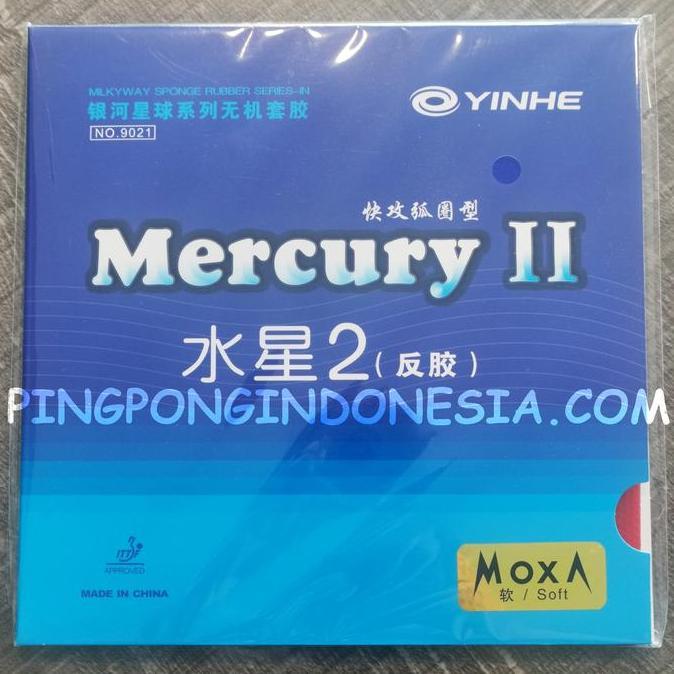 MILKYWAY SPONGE RUBBER SERIES-IN
银河星球系列无机套胶
NO.9021
YINHE
快攻弧圈型
Mercury II
水星2(反胶)
PINGPONGINDONESIA.COM
ITTF
APPROVED
MADE IN CHINA
MOXA
软 / Soft